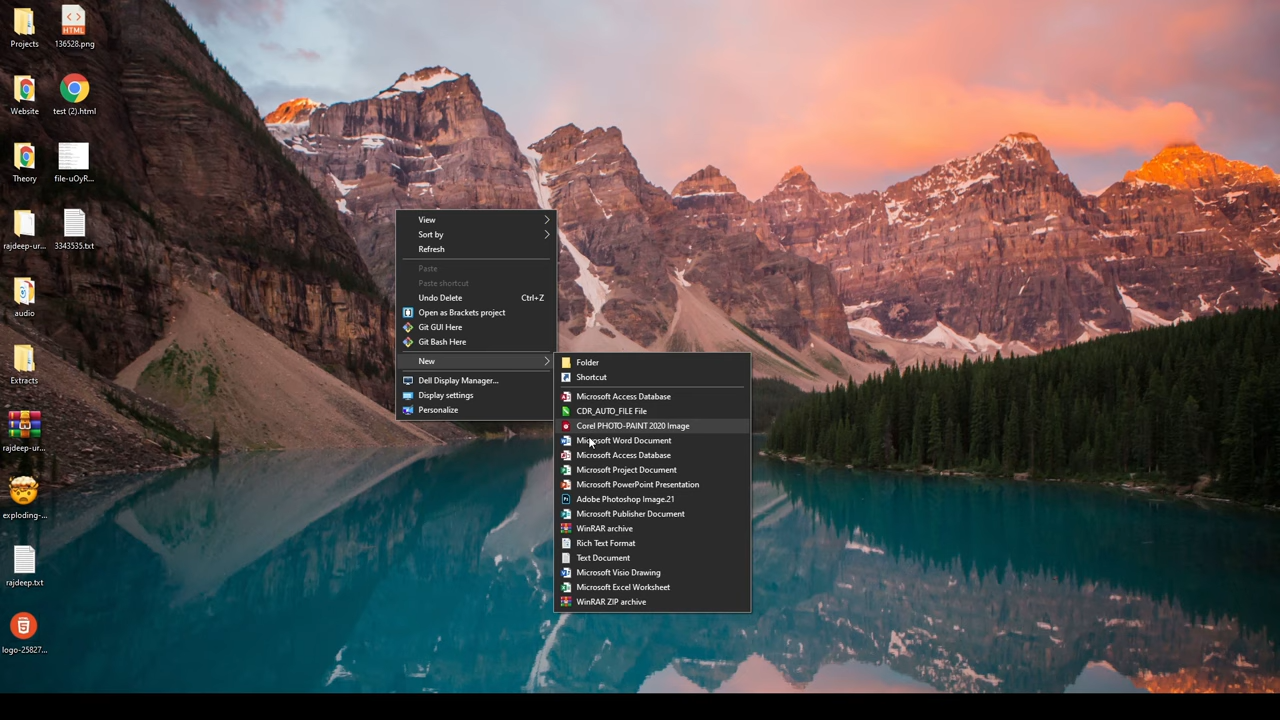 Projects
136528.png
HTML
Website
test (2).html
Theory
file-uOyR...
rajdeep-ur...
3343535.txt
audio
Extracts
rajdeep-ur...
exploding-...
rajdeep.txt
logo-25827...
View
Sort by
Refresh
Paste
Paste shortcut
Undo Delete Ctrl+Z
Open as Brackets project
Git GUI Here
Git Bash Here
New
Dell Display Manager...
Display settings
Personalize
Folder
Shortcut
Microsoft Access Database
CDR_AUTO_FILE File
Corel PHOTO-PAINT 2020 Image
Microsoft Word Document
Microsoft Access Database
Microsoft Project Document
Microsoft PowerPoint Presentation
Adobe Photoshop Image.21
Microsoft Publisher Document
WinRAR archive
Rich Text Format
Text Document
Microsoft Visio Drawing
Microsoft Excel Worksheet
WinRAR ZIP archive